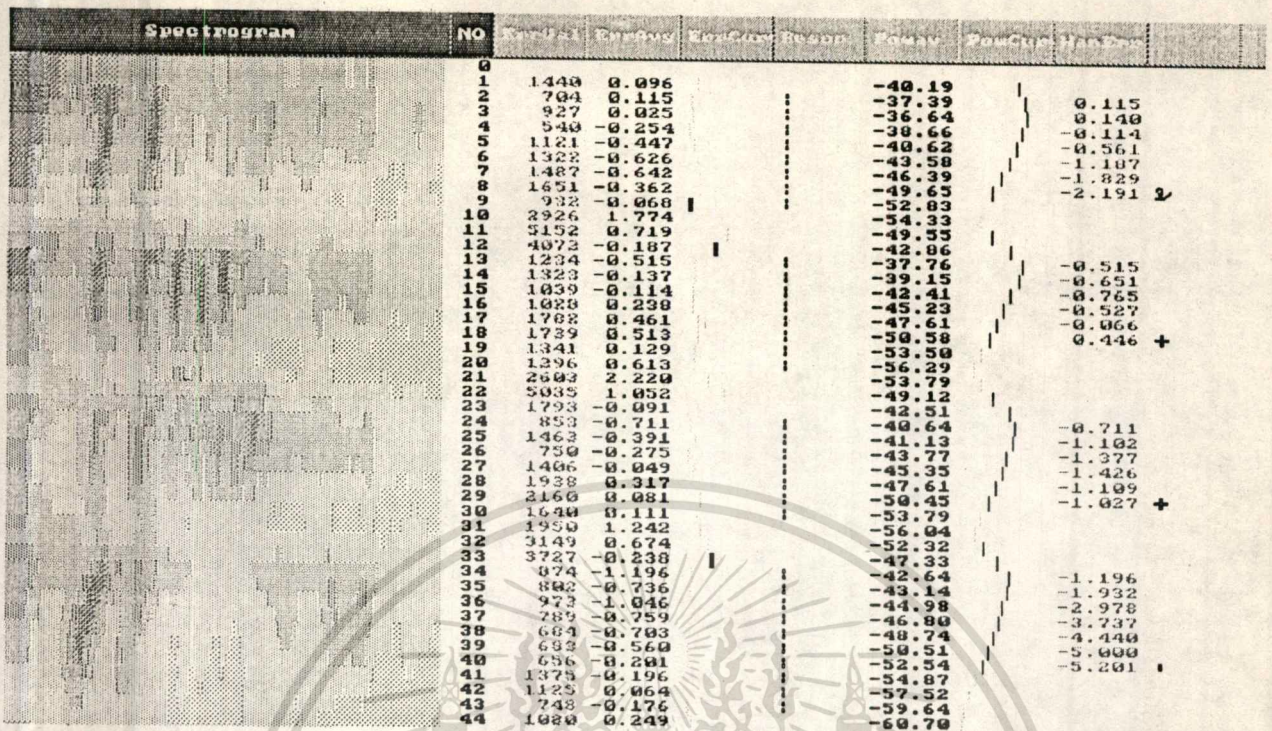 Spectrogram NO ErrVal ErrAvg ErrCur Reson. Powav PowCur HanErr
0
1 1440 0.096 -40.19
2 704 0.115 -37.39 0.115
3 927 0.025 -36.64 0.140
4 540 -0.254 -38.66 -0.114
5 1121 -0.447 -40.62 -0.561
6 1322 -0.626 -43.58 -1.187
7 1487 -0.642 -46.39 -1.829
8 1651 -0.362 -49.65 -2.191
9 932 -0.068 -52.83
10 2926 1.774 -54.33
11 5152 0.719 -49.55
12 4072 -0.187 -42.86
13 1234 -0.515 -37.76 -0.515
14 1323 -0.137 -39.15 -0.651
15 1039 -0.114 -42.41 -0.765
16 1028 0.238 -45.23 -0.527
17 1782 0.461 -47.61 -0.066
18 1739 0.513 -50.58 0.446 +
19 1341 0.129 -53.50
20 1296 0.613 -56.29
21 2603 2.220 -53.79
22 5035 1.052 -49.12
23 1793 -0.091 -42.51
24 853 -0.711 -40.64 -0.711
25 1463 -0.391 -41.13 -1.102
26 750 -0.275 -43.77 -1.377
27 1406 -0.049 -45.35 -1.426
28 1938 0.317 -47.61 -1.109
29 2160 0.081 -50.45 -1.027 +
30 1640 0.111 -53.79
31 1950 1.242 -56.04
32 3149 0.674 -52.32
33 3727 -0.238 -47.33
34 874 -1.196 -42.64 -1.196
35 802 -0.736 -43.14 -1.932
36 973 -1.046 -44.98 -2.978
37 789 -0.759 -46.80 -3.737
38 684 -0.703 -48.74 -4.440
39 683 -0.560 -50.51 -5.000
40 656 -0.201 -52.54 -5.201
41 1375 -0.196 -54.87
42 1125 0.064 -57.52
43 748 -0.176 -59.64
44 1080 0.249 -60.70